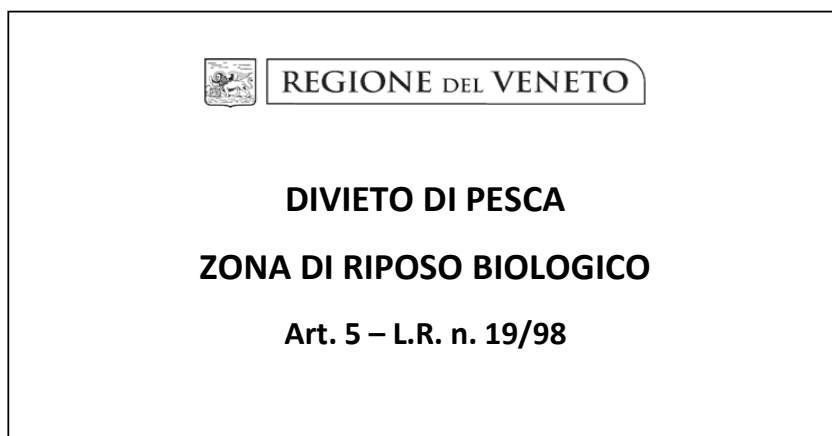 REGIONE DEL VENETO
DIVIETO DI PESCA
ZONA DI RIPOSO BIOLOGICO
Art. 5 – L.R. n. 19/98